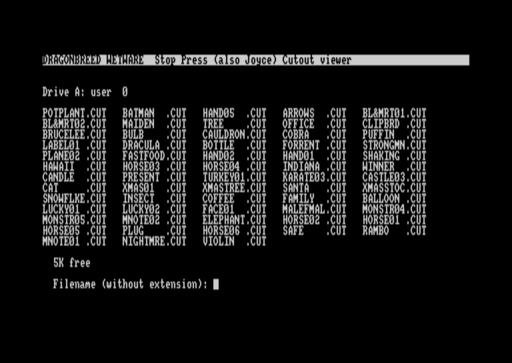 DRAGONBREED WETWARE  Stop Press (also Joyce) Cutout viewer
Drive A: user  0
POTPLANT.CUT  BATMAN  .CUT  HAND05  .CUT  ARROWS  .CUT  BL&MRT01.CUT
BL&MRT02.CUT  MAIDEN  .CUT  TREE    .CUT  OFFICE  .CUT  CLIPBRD .CUT
BRUCELEE.CUT  BULB    .CUT  CAULDRON.CUT  COBRA   .CUT  PUFFIN  .CUT
LABEL01 .CUT  DRACULA .CUT  BOTTLE  .CUT  FORRENT .CUT  STRONGMN.CUT
PLANE02 .CUT  FASTFOOD.CUT  HAND02  .CUT  HAND01  .CUT  SHAKING .CUT
HAWAII  .CUT  HORSE03 .CUT  HORSE04 .CUT  INDIANA .CUT  WINNER  .CUT
CANDLE  .CUT  PRESENT .CUT  TURKEY01.CUT  KARATE03.CUT  CASTLE03.CUT
CAT     .CUT  XMAS01  .CUT  XMASTREE.CUT  SANTA   .CUT  XMASSTOC.CUT
SNOWFLKE.CUT  INSECT  .CUT  COFFEE  .CUT  FAMILY  .CUT  BALLOON .CUT
LUCKY01 .CUT  LUCKY02 .CUT  FACE01  .CUT  MALEFMAL.CUT  MONSTR04.CUT
MONSTR05.CUT  MNOTE02 .CUT  ELEPHANT.CUT  HORSE02 .CUT  HORSE01 .CUT
HORSE05 .CUT  PLUG    .CUT  HORSE06 .CUT  SAFE    .CUT  RAMBO   .CUT
MNOTE01 .CUT  NIGHTMRE.CUT  VIOLIN  .CUT
5K free
Filename (without extension):